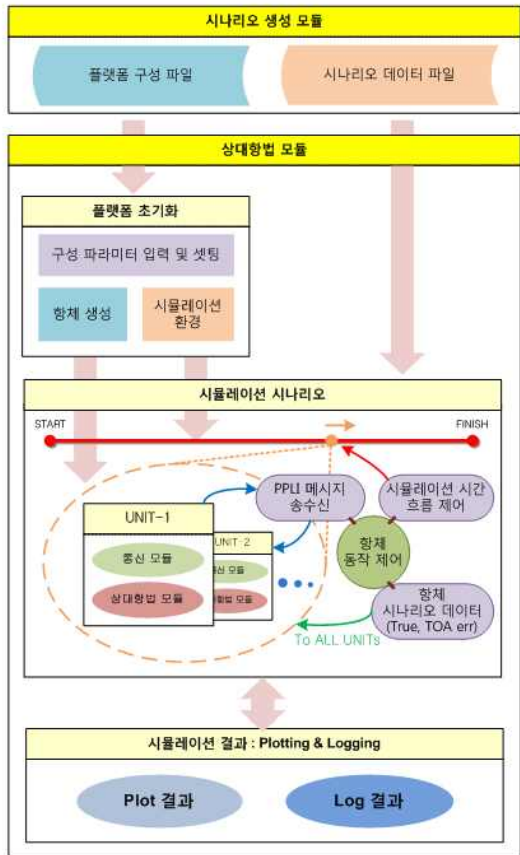 시나리오 생성 모듈
플랫폼 구성 파일
시나리오 데이터 파일
상대항법 모듈
플랫폼 초기화
구성 파라미터 입력 및 셋팅
항체 생성
시뮬레이션
환경
시뮬레이션 시나리오
START
FINISH
PPLI 메시지
송수신
시뮬레이션 시간
흐름 제어
UNIT-1
통신 모듈
상대항법 모듈
UNIT-2
항체
동작 제어
항체
시나리오 데이터
(True, TOA err)
To ALL UNITs
시뮬레이션 결과 : Plotting & Logging
Plot 결과
Log 결과